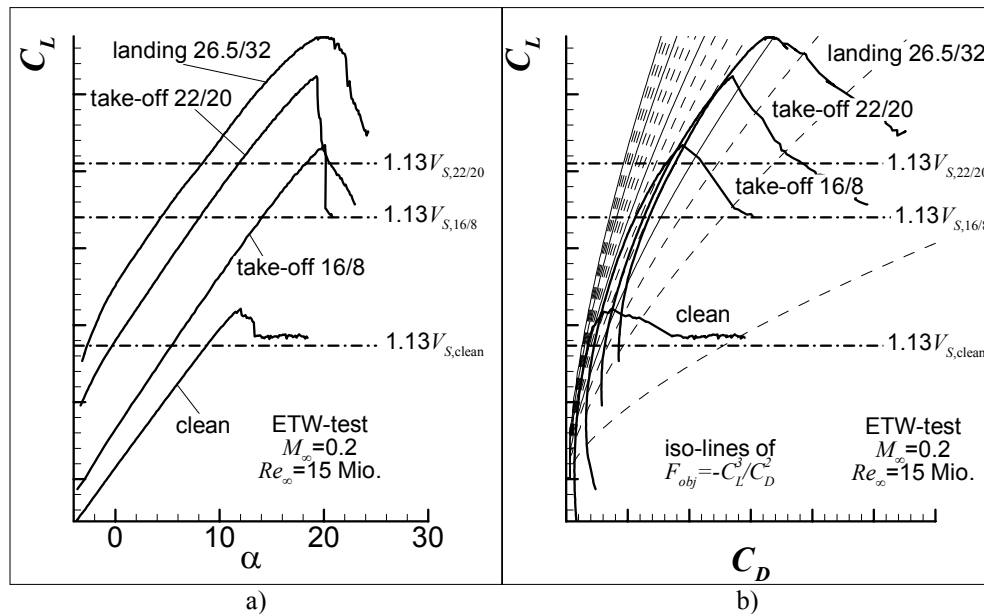 C_L
landing 26.5/32
take-off 22/20
1.13V_S,22/20
1.13V_S,16/8
take-off 16/8
1.13V_S,clean
clean
ETW-test
M_∞=0.2
Re_∞=15 Mio.
0 10 20 30
α
a)
C_L
landing 26.5/32
take-off 22/20
1.13V_S,22/20
take-off 16/8
1.13V_S,16/8
clean
1.13V_S,clean
iso-lines of
F_obj=-C_L^3/C_D^2
ETW-test
M_∞=0.2
Re_∞=15 Mio.
C_D
b)